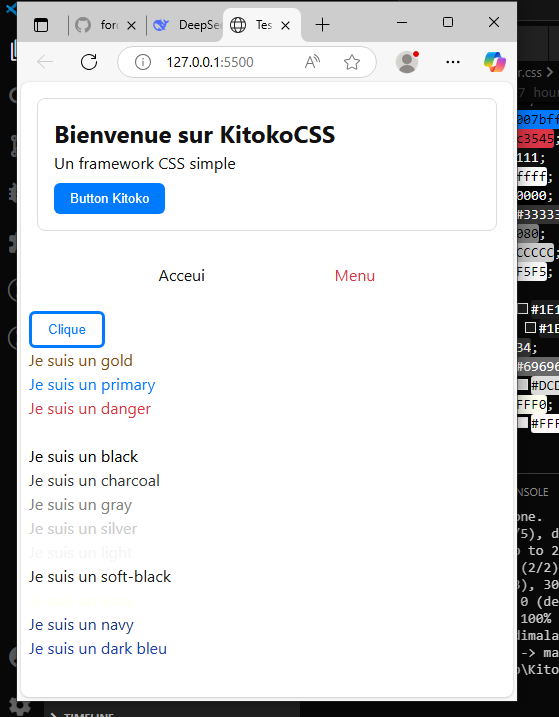 forc
DeepSee
Tes
127.0.0.1:5500
Bienvenue sur KitokoCSS
Un framework CSS simple
Button Kitoko
Acceui
Menu
Clique
Je suis un gold
Je suis un primary
Je suis un danger
Je suis un black
Je suis un charcoal
Je suis un gray
Je suis un silver
Je suis un light
Je suis un soft-black
Je suis un navy
Je suis un dark bleu
r.css >
7 hour
007bff
c3545;
111;
ffff;
0000;
#33333
080;
CCCCC;
F5F5;
#1E1
#1E
34;
#69696
#DCD
FFF0;
#FFF
NSOLE
one.
/5), d
o to 2
(2/2)
3), 30
0 (de
100%
dimala
-> ma
o\Kito
TIMELINE